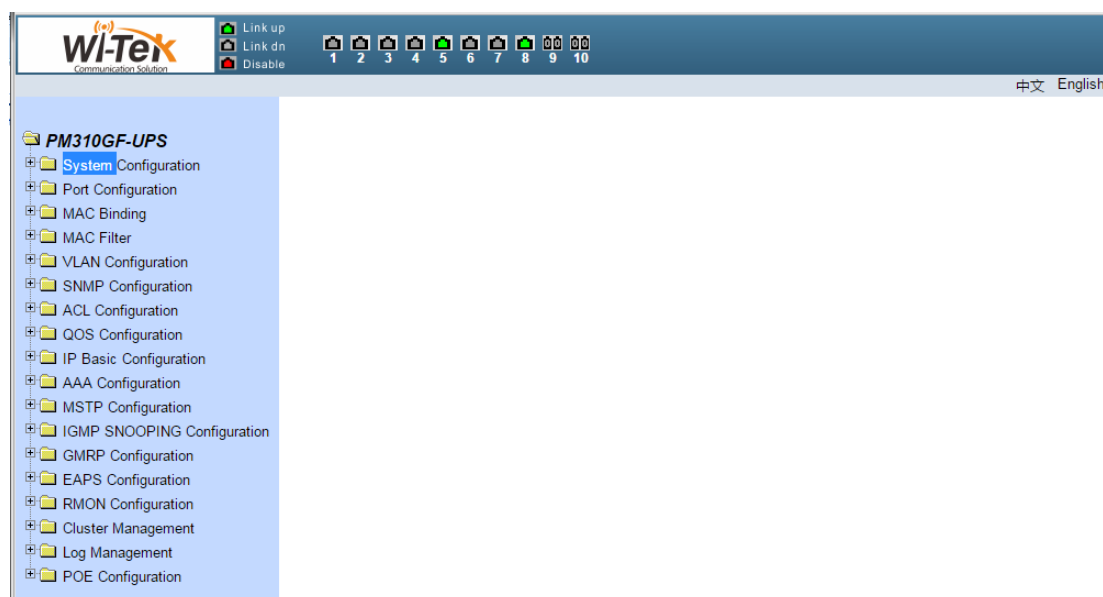 WI-Tek
Communication Solution
Link up
Link dn
Disable
1 2 3 4 5 6 7 8 9 10
中文 English
PM310GF-UPS
System Configuration
Port Configuration
MAC Binding
MAC Filter
VLAN Configuration
SNMP Configuration
ACL Configuration
QOS Configuration
IP Basic Configuration
AAA Configuration
MSTP Configuration
IGMP SNOOPING Configuration
GMRP Configuration
EAPS Configuration
RMON Configuration
Cluster Management
Log Management
POE Configuration